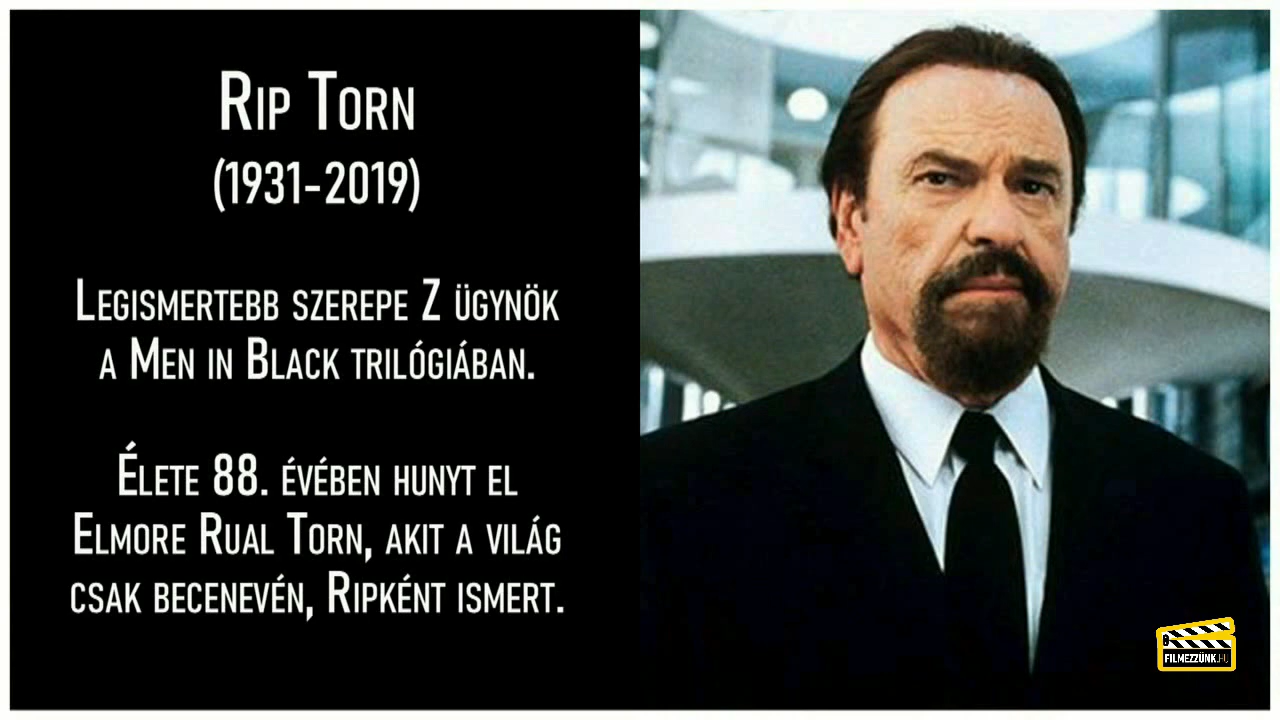 Rip Torn
(1931-2019)
Legismertebb szerepe Z ügynök
a Men in Black trilógiában.
Élete 88. évében hunyt el
Elmore Rual Torn, akit a világ
csak becenevén, Ripként ismert.
FILMEZZÜNK.HU